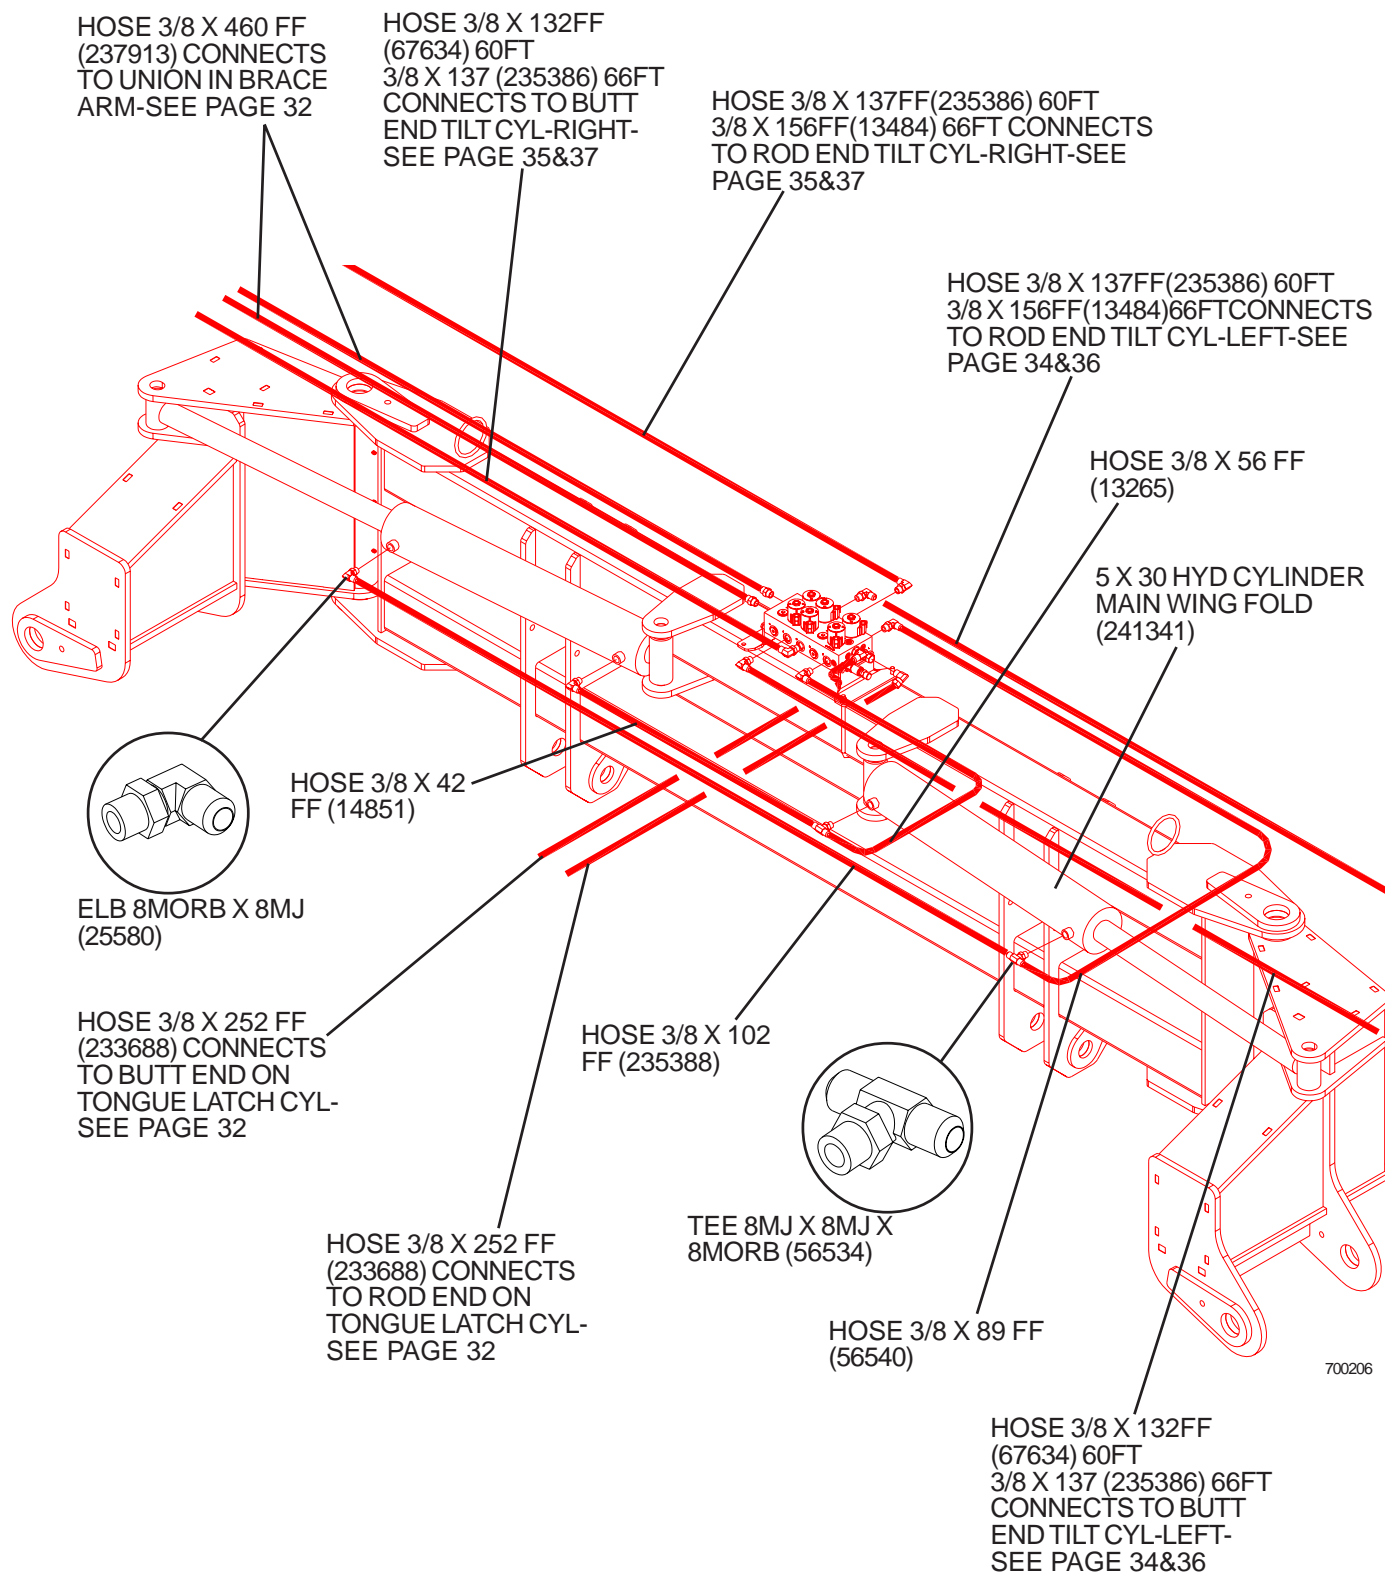 HOSE 3/8 X 460 FF
(237913) CONNECTS
TO UNION IN BRACE
ARM-SEE PAGE 32
HOSE 3/8 X 132FF
(67634) 60FT
3/8 X 137 (235386) 66FT
CONNECTS TO BUTT
END TILT CYL-RIGHT-
SEE PAGE 35&37
HOSE 3/8 X 137FF(235386) 60FT
3/8 X 156FF(13484) 66FT CONNECTS
TO ROD END TILT CYL-RIGHT-SEE
PAGE 35&37
HOSE 3/8 X 137FF(235386) 60FT
3/8 X 156FF(13484)66FTCONNECTS
TO ROD END TILT CYL-LEFT-SEE
PAGE 34&36
HOSE 3/8 X 56 FF
(13265)
5 X 30 HYD CYLINDER
MAIN WING FOLD
(241341)
HOSE 3/8 X 42
FF (14851)
ELB 8MORB X 8MJ
(25580)
HOSE 3/8 X 252 FF
(233688) CONNECTS
TO BUTT END ON
TONGUE LATCH CYL-
SEE PAGE 32
HOSE 3/8 X 102
FF (235388)
TEE 8MJ X 8MJ X
8MORB (56534)
HOSE 3/8 X 252 FF
(233688) CONNECTS
TO ROD END ON
TONGUE LATCH CYL-
SEE PAGE 32
HOSE 3/8 X 89 FF
(56540)
700206
HOSE 3/8 X 132FF
(67634) 60FT
3/8 X 137 (235386) 66FT
CONNECTS TO BUTT
END TILT CYL-LEFT-
SEE PAGE 34&36